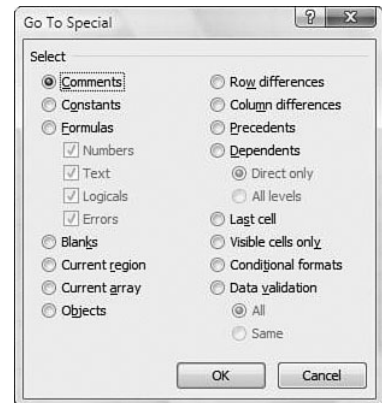 Go To Special
?
X
Select
Comments
Constants
Formulas
Numbers
Text
Logicals
Errors
Blanks
Current region
Current array
Objects
Row differences
Column differences
Precedents
Dependents
Direct only
All levels
Last cell
Visible cells only
Conditional formats
Data validation
All
Same
OK
Cancel